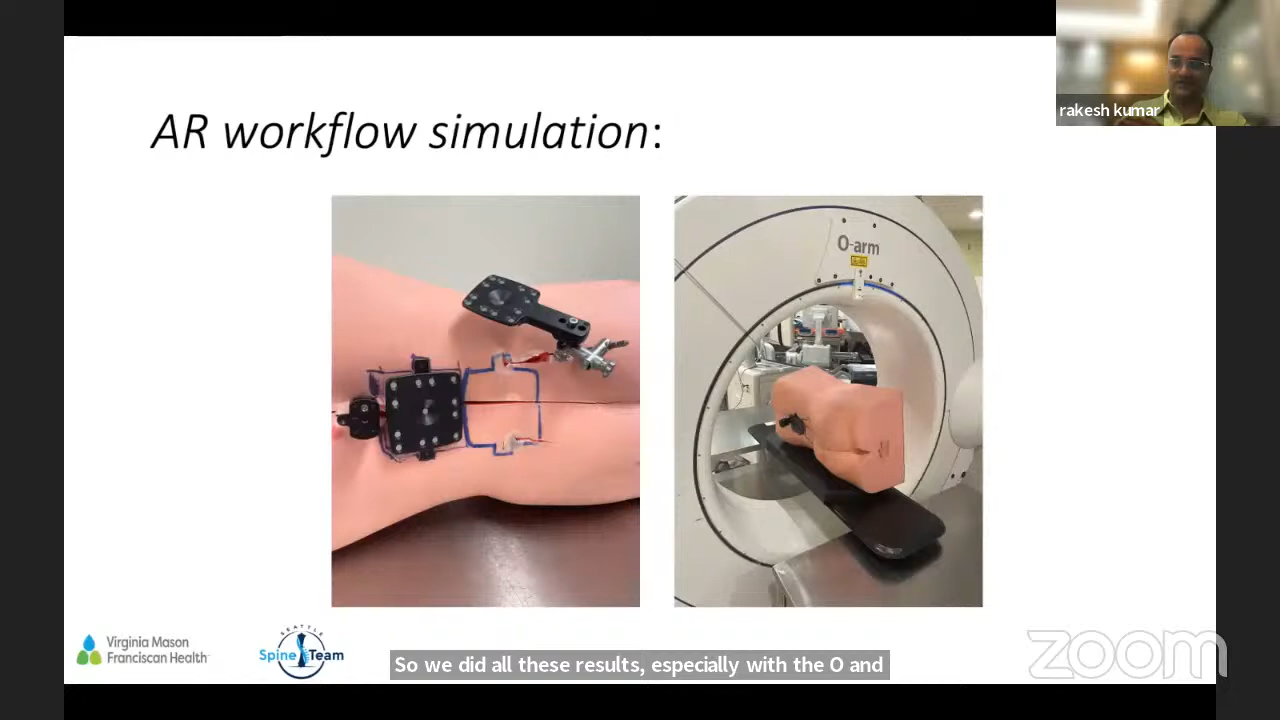 rakesh kumar
AR workflow simulation:
O-arm
Virginia Mason
Franciscan Health
SEATTLE
Spine Team
So we did all these results, especially with the O and
zoom